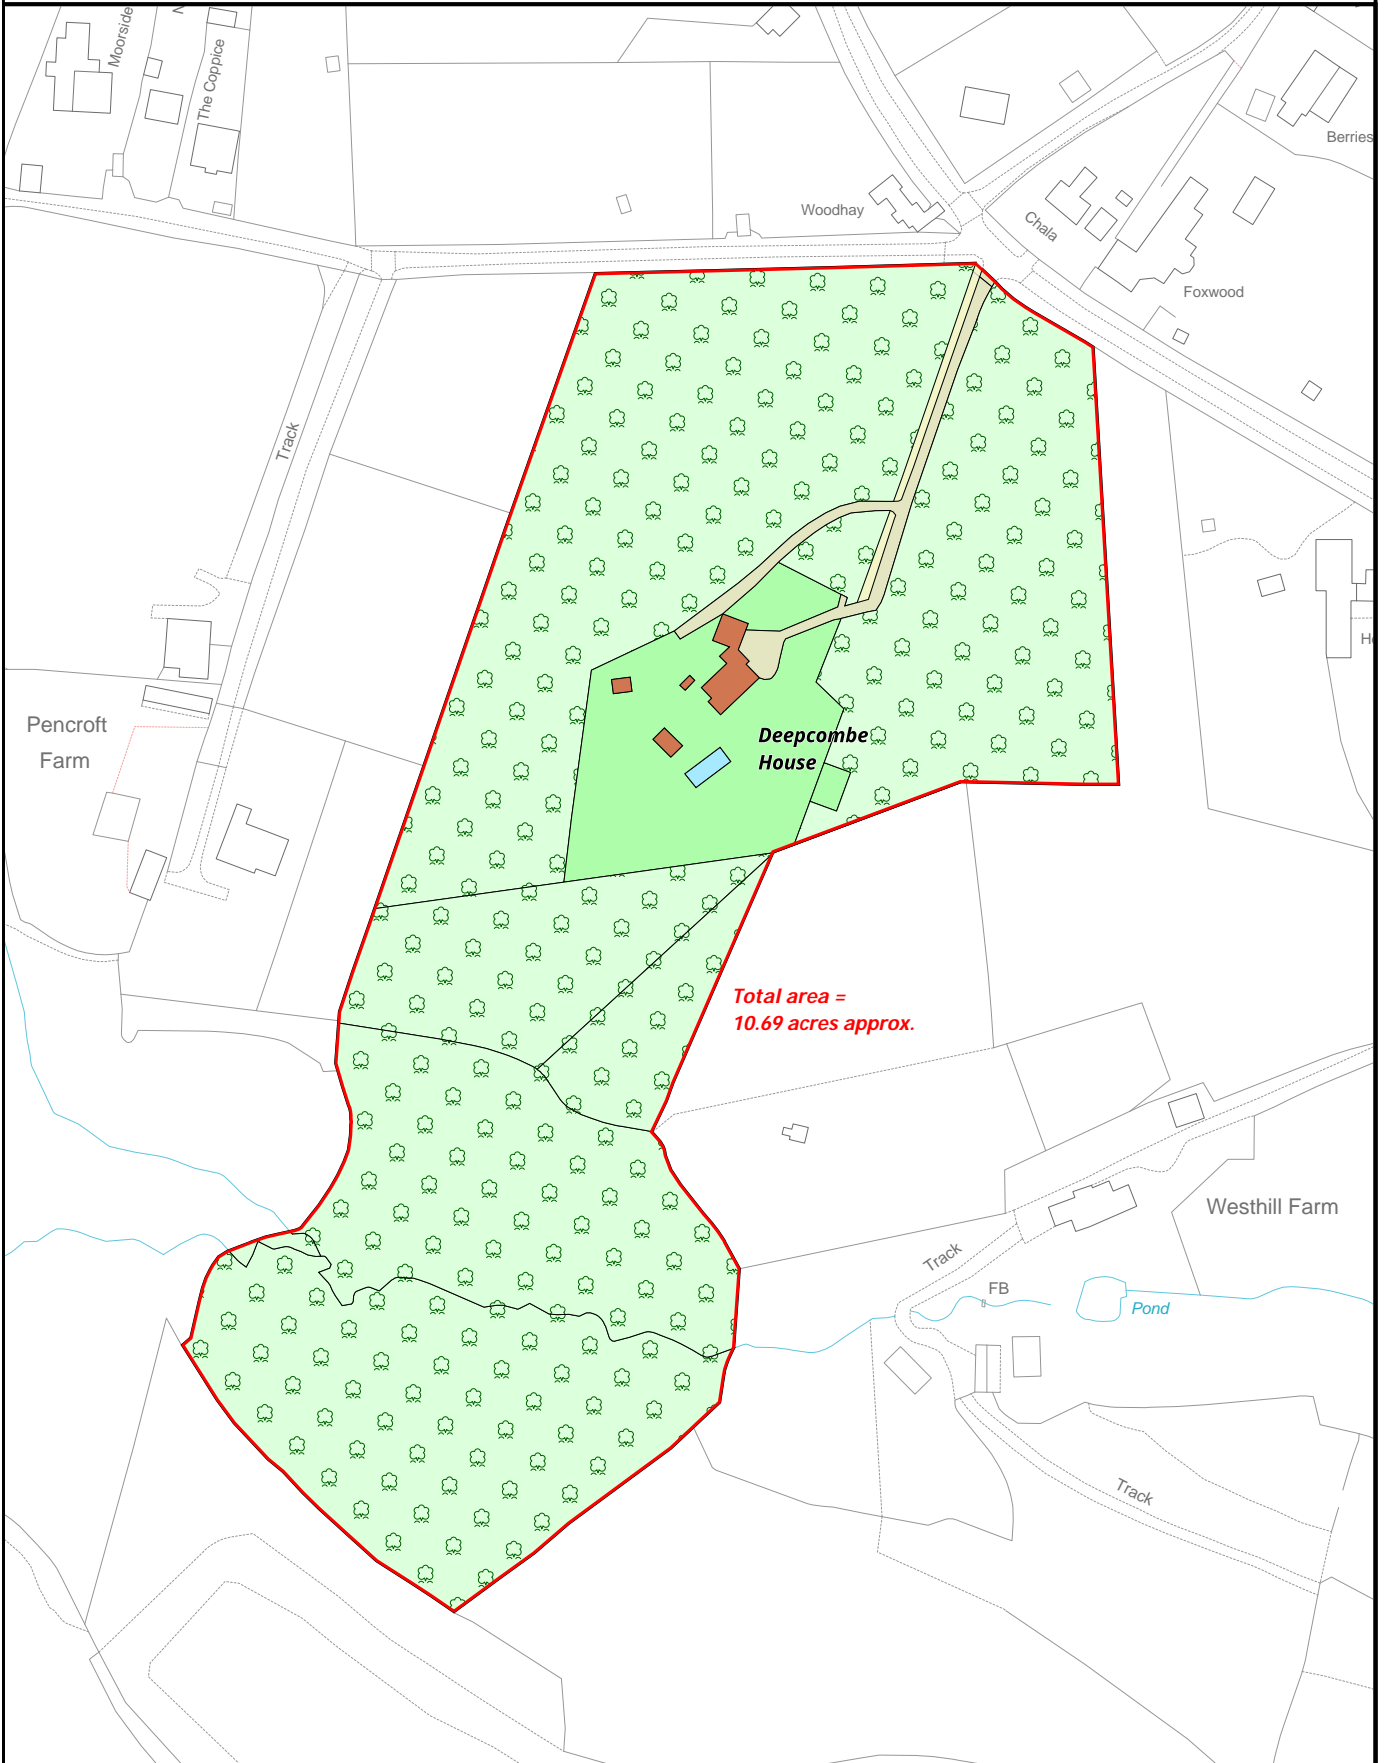 Moorside
The Coppice
Woodhay
Chala
Foxwood
Berries
Track
Pencroft
Farm
Deepcombe
House
Total area =
10.69 acres approx.
Westhill Farm
Track
FB
Pond
Track